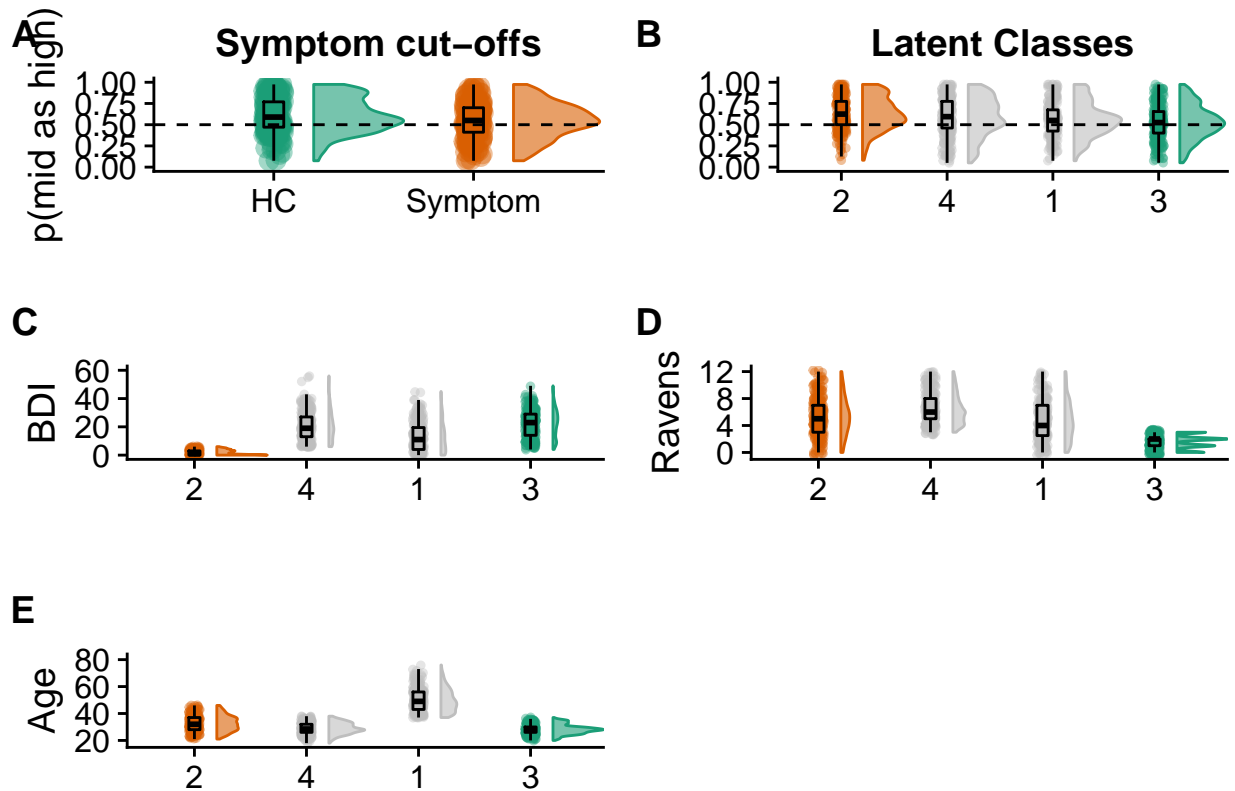 A
Symptom cut–offs
p(mid as high)
1.00
0.75
0.50
0.25
0.00
HC
Symptom
B
Latent Classes
1.00
0.75
0.50
0.25
0.00
2
4
1
3
C
BDI
60
40
20
0
2
4
1
3
D
Ravens
12
8
4
0
2
4
1
3
E
Age
80
60
40
20
2
4
1
3